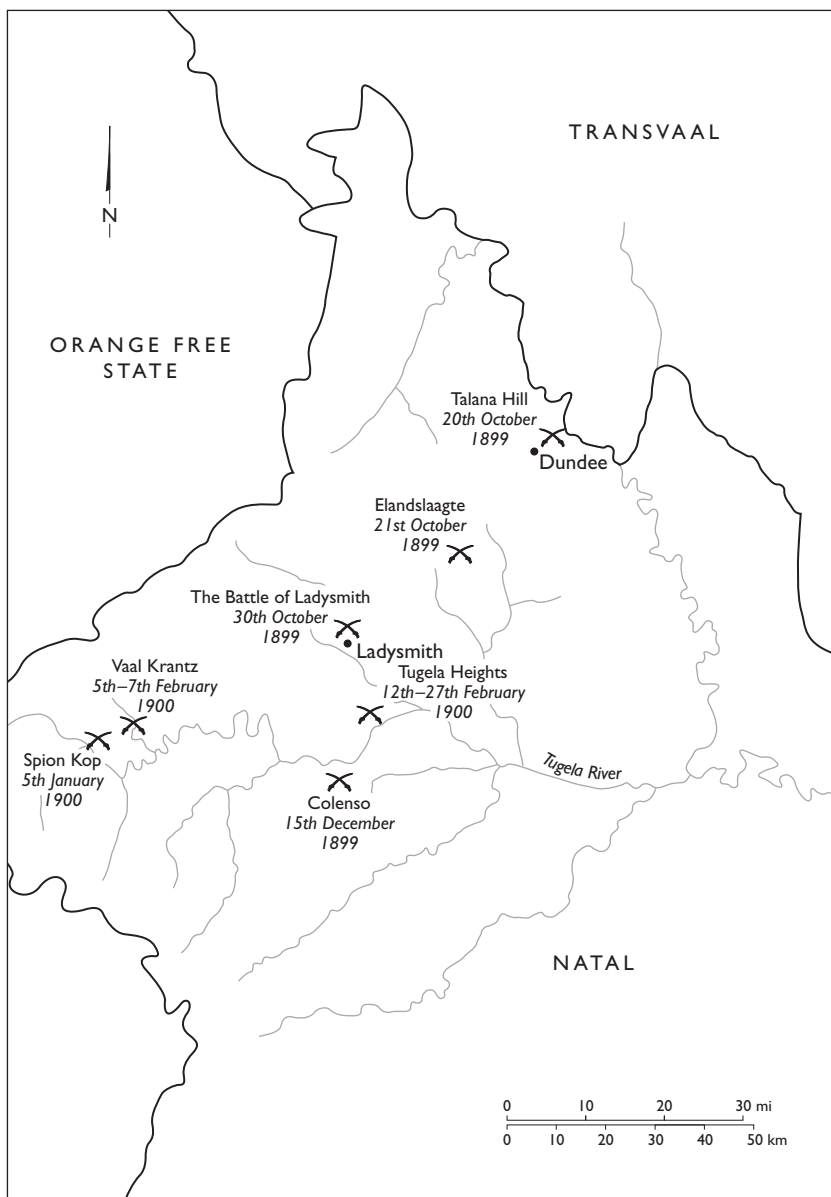 TRANSVAAL
N
ORANGE FREE
STATE
Talana Hill
20th October
1899
Dundee
Elandslaagte
21st October
1899
The Battle of Ladysmith
30th October
1899
Ladysmith
Vaal Krantz
5th–7th February
1900
Tugela Heights
12th–27th February
1900
Spion Kop
5th January
1900
Tugela River
Colenso
15th December
1899
NATAL
0 10 20 30 mi
0 10 20 30 40 50 km